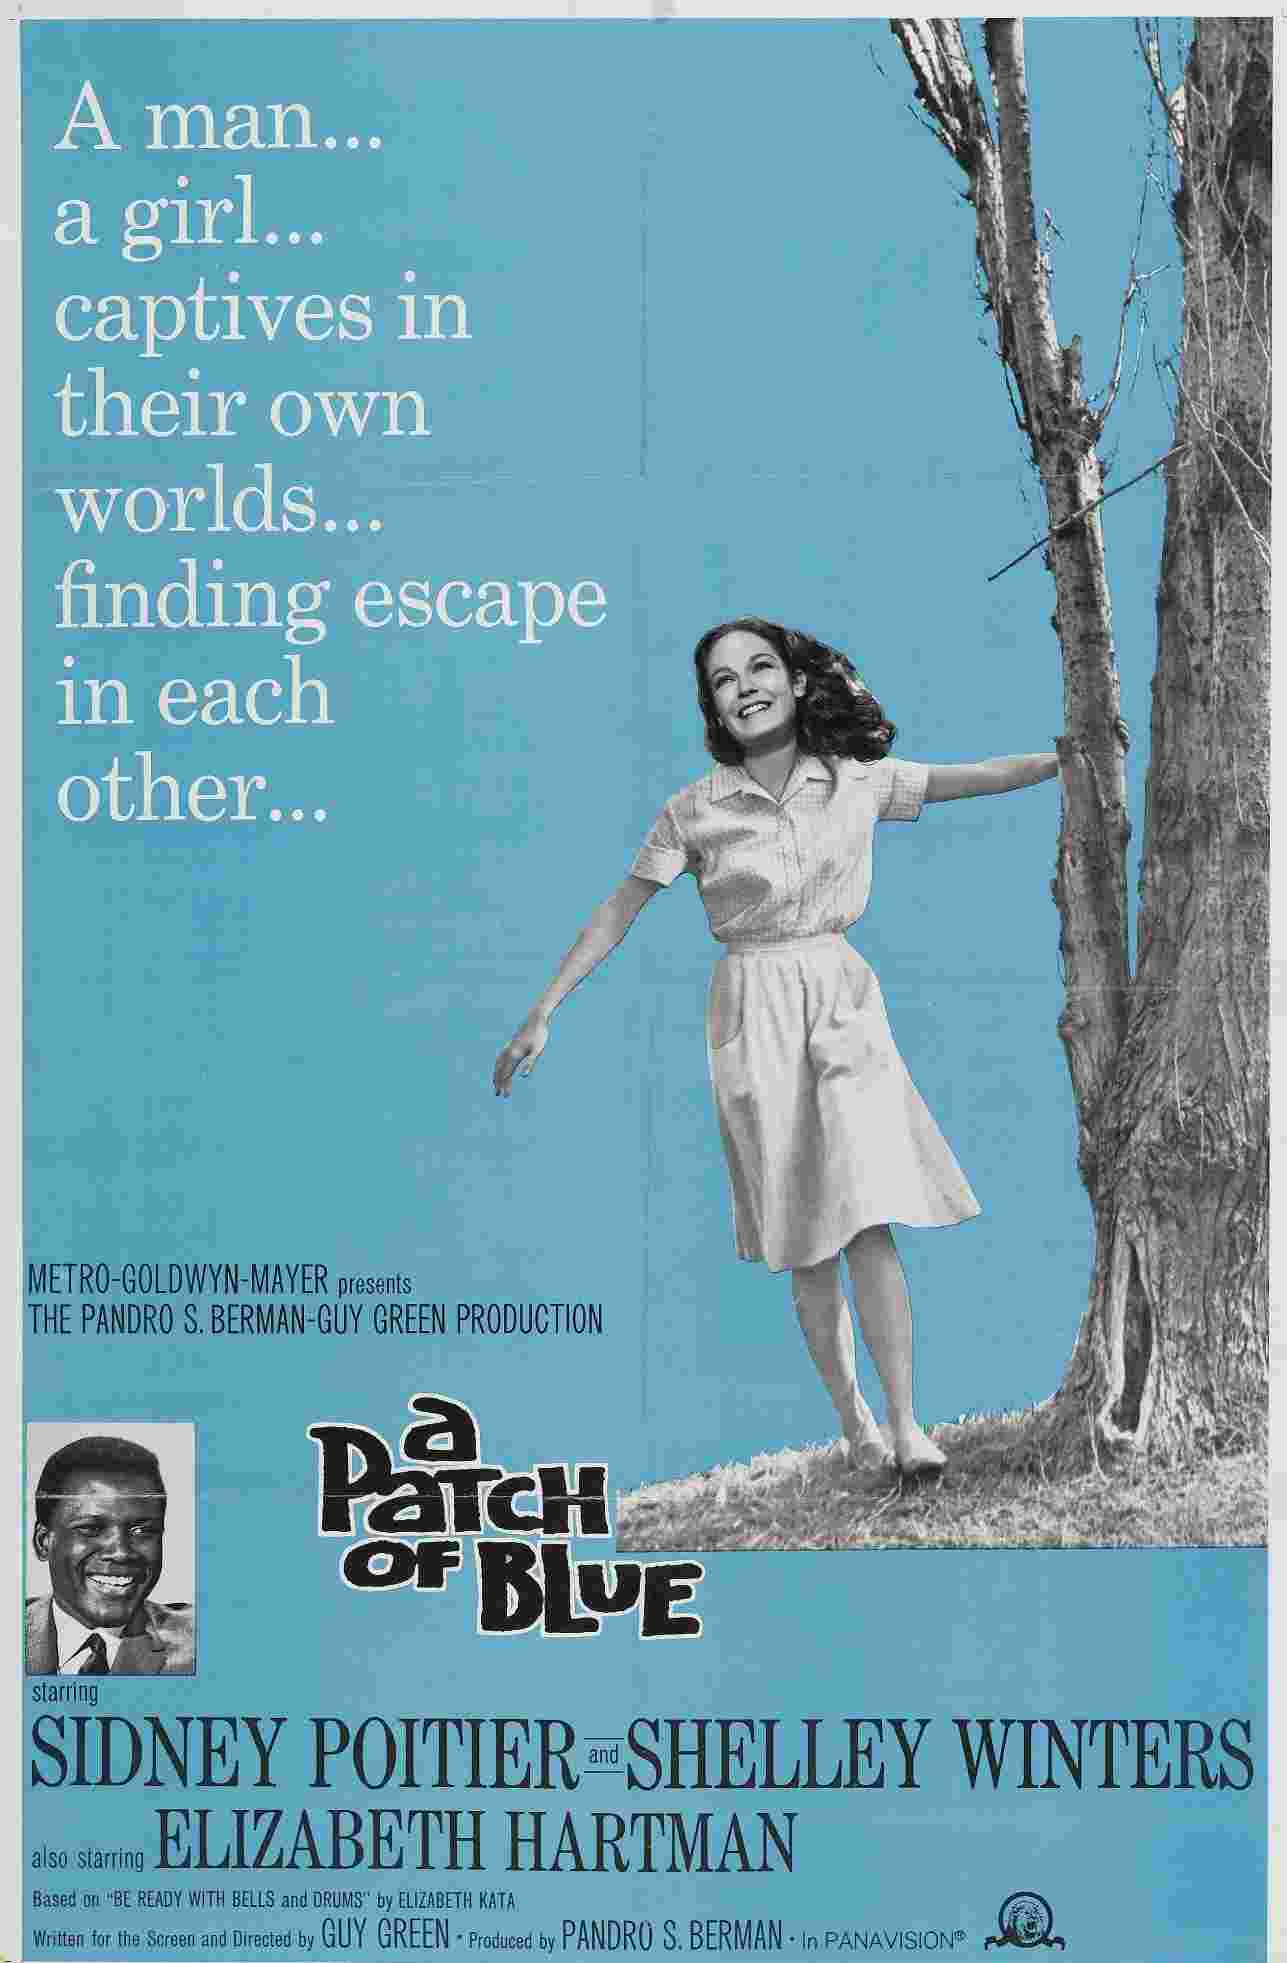 A man...
a girl...
captives in
their own
worlds...
finding escape
in each
other...
METRO-GOLDWYN-MAYER presents
THE PANDRO S. BERMAN-GUY GREEN PRODUCTION
a
PatcH
OF BLUE
starring
SIDNEY POITIER and SHELLEY WINTERS
also starring ELIZABETH HARTMAN
Based on "BE READY WITH BELLS and DRUMS" by ELIZABETH KATA
Written for the Screen and Directed by GUY GREEN • Produced by PANDRO S. BERMAN • In PANAVISION®